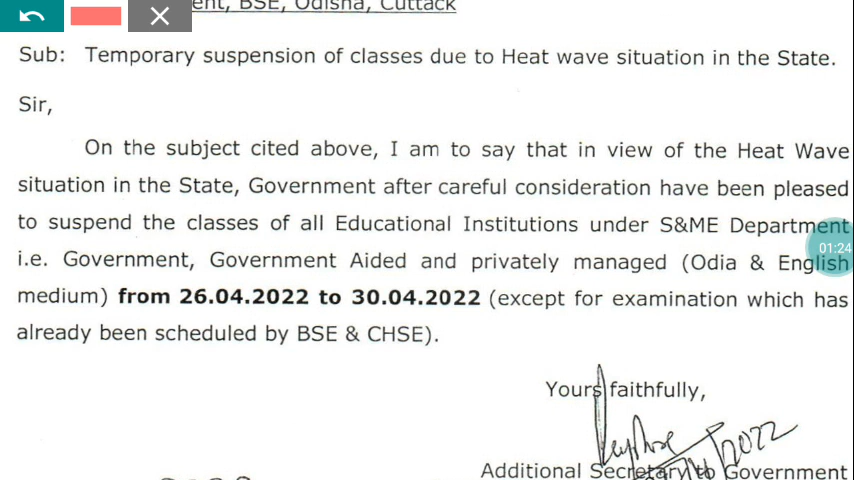 ent, BSE, Odisha, Cuttack
Sub: Temporary suspension of classes due to Heat wave situation in the State.
Sir,
On the subject cited above, I am to say that in view of the Heat Wave
situation in the State, Government after careful consideration have been pleased
to suspend the classes of all Educational Institutions under S&ME Department
01:24
i.e. Government, Government Aided and privately managed (Odia & English
medium) from 26.04.2022 to 30.04.2022 (except for examination which has
already been scheduled by BSE & CHSE).
Yours faithfully,
Additional Secretary to Government